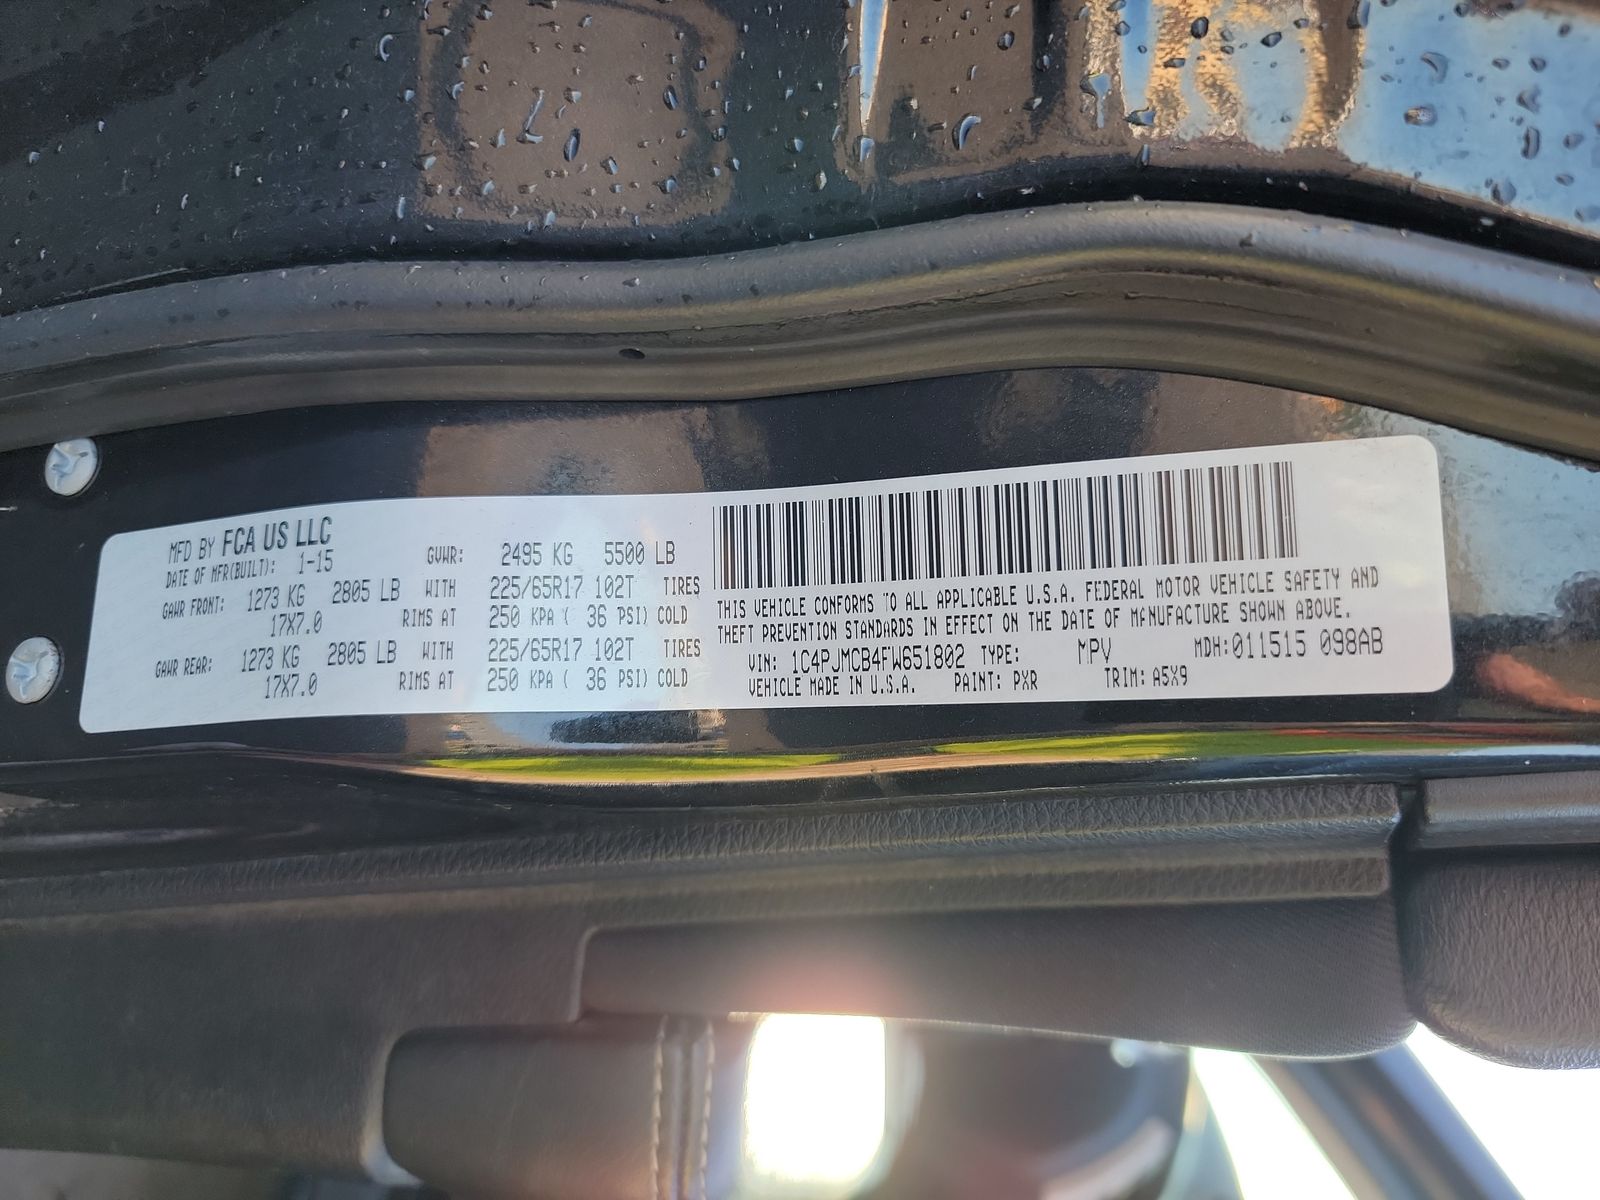 MFD BY FCA US LLC
DATE OF MFR(BUILT): 1-15 GVWR: 2495 KG 5500 LB
GAWR FRONT: 1273 KG 2805 LB WITH 225/65R17 102T TIRES
17X7.0 RIMS AT 250 KPA ( 36 PSI) COLD
GAWR REAR: 1273 KG 2805 LB WITH 225/65R17 102T TIRES
17X7.0 RIMS AT 250 KPA ( 36 PSI) COLD
THIS VEHICLE CONFORMS TO ALL APPLICABLE U.S.A. FEDERAL MOTOR VEHICLE SAFETY AND
THEFT PREVENTION STANDARDS IN EFFECT ON THE DATE OF MANUFACTURE SHOWN ABOVE.
VIN: 1C4PJMCB4FW651802 TYPE: MPV MDH:011515 098AB
VEHICLE MADE IN U.S.A. PAINT: PXR TRIM: A5X9